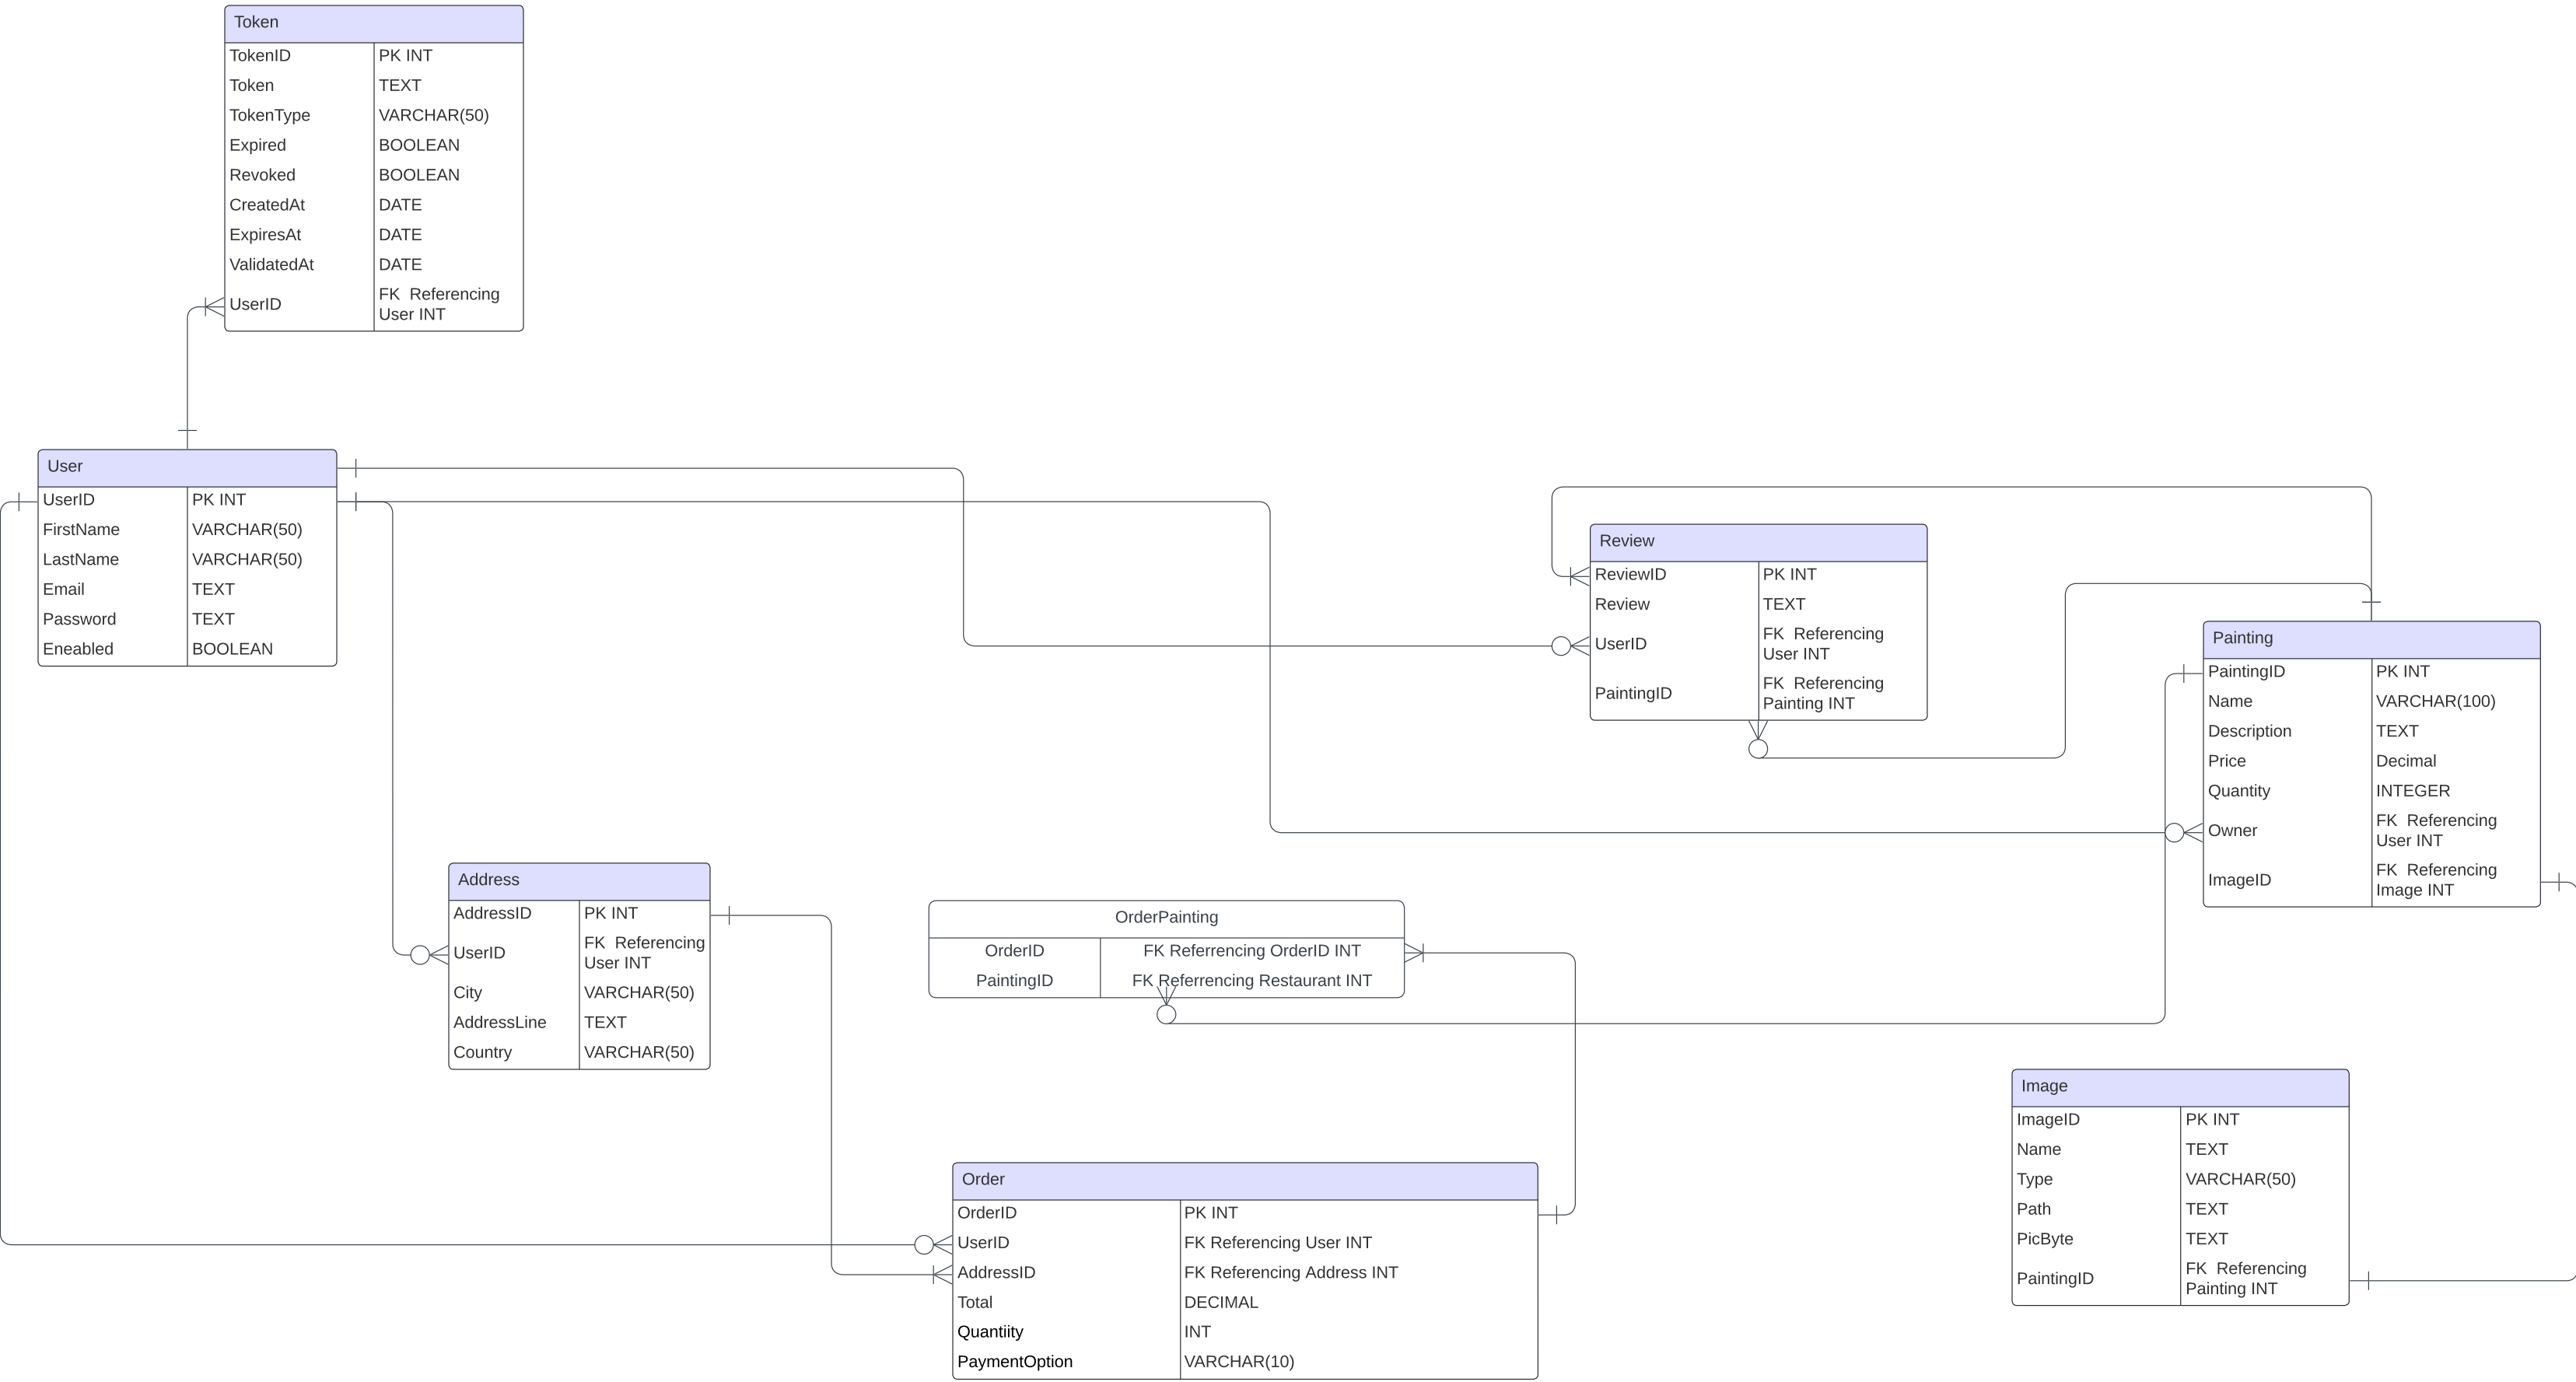 Token
TokenID PK INT
Token TEXT
TokenType VARCHAR(50)
Expired BOOLEAN
Revoked BOOLEAN
CreatedAt DATE
ExpiresAt DATE
ValidatedAt DATE
UserID FK Referencing
User INT
User
UserID PK INT
FirstName VARCHAR(50)
LastName VARCHAR(50)
Email TEXT
Password TEXT
Eneabled BOOLEAN
Review
ReviewID PK INT
Review TEXT
UserID FK Referencing
User INT
PaintingID FK Referencing
Painting INT
Painting
PaintingID PK INT
Name VARCHAR(100)
Description TEXT
Price Decimal
Quantity INTEGER
Owner FK Referencing
User INT
ImageID FK Referencing
Image INT
Address
AddressID PK INT
UserID FK Referencing
User INT
City VARCHAR(50)
AddressLine TEXT
Country VARCHAR(50)
OrderPainting
OrderID FK Referrencing OrderID INT
PaintingID FK Referrencing Restaurant INT
Image
ImageID PK INT
Name TEXT
Type VARCHAR(50)
Path TEXT
PicByte TEXT
PaintingID FK Referencing
Painting INT
Order
OrderID PK INT
UserID FK Referencing User INT
AddressID FK Referencing Address INT
Total DECIMAL
Quantiity INT
PaymentOption VARCHAR(10)